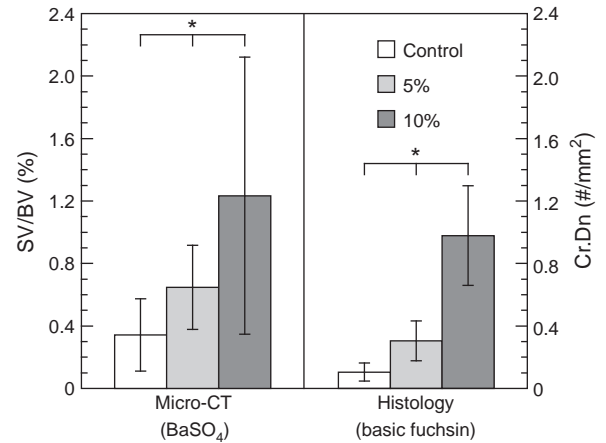 2.4
2.0
1.6
1.2
0.8
0.4
0
SV/BV (%)
*
Micro-CT
(BaSO₄)
Control
5%
10%
*
Histology
(basic fuchsin)
2.4
2.0
1.6
1.2
0.8
0.4
0
Cr.Dn (#/mm²)